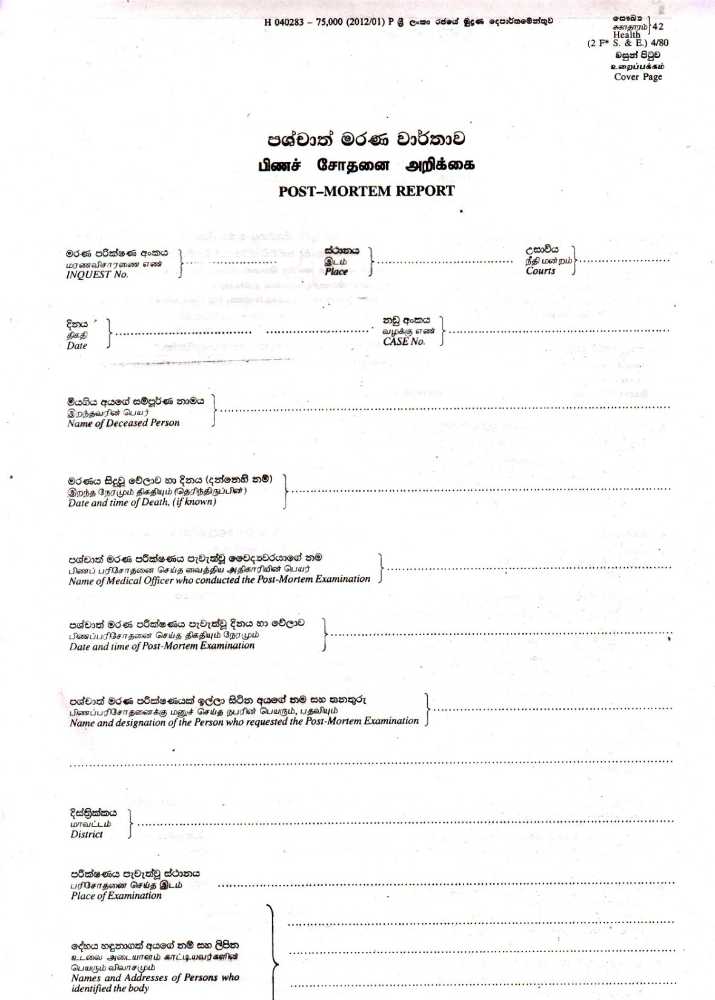 H 040283 – 75,000 (2012/01) P ශ්‍රී ලංකා රජයේ මුද්‍රණ දෙපාර්තමේන්තුව
සෞඛ්‍ය
சுகாதாரம் 42
Health
(2 F* S. & E.) 4/80
වසුන් පිටුව
உறைப்பக்கம்
Cover Page
පශ්චාත් මරණ වාර්තාව
பிணச் சோதனை அறிக்கை
POST–MORTEM REPORT
මරණ පරික්ෂණ අංකය
மரணவிசாரணை எண்
INQUEST No.
ස්ථානය
இடம்
Place
උසාවිය
நீதி மன்றம்
Courts
දිනය
திகதி
Date
නඩු අංකය
வழக்கு எண்
CASE No.
මියගිය අයගේ සම්පූර්ණ නාමය
இறந்தவரின் பெயர்
Name of Deceased Person
මරණය සිදුවූ වේලාව හා දිනය (දන්නෙහි නම්)
இறந்த நேரமும் திகதியும் (தெரிந்திருப்பின்)
Date and time of Death, (if known)
පශ්චාත් මරණ පරීක්ෂණය පැවැත්වූ වෛද්‍යවරයාගේ නම
பிணப் பரிசோதனை செய்த வைத்திய அதிகாரியின் பெயர்
Name of Medical Officer who conducted the Post-Mortem Examination
පශ්චාත් මරණ පරීක්ෂණය පැවැත්වූ දිනය හා වේලාව
பிணப்பரிசோதனை செய்த திகதியும் நேரமும்
Date and time of Post-Mortem Examination
පශ්චාත් මරණ පරීක්ෂණයක් ඉල්ලා සිටින අයගේ නම සහ තනතුරු
பிணப்பரிசோதனைக்கு மனுச் செய்த நபரின் பெயரும், பதவியும்
Name and designation of the Person who requested the Post-Mortem Examination
දිස්ත්‍රික්කය
மாவட்டம்
District
පරීක්ෂණය පැවැත්වූ ස්ථානය
பரிசோதனை செய்த இடம்
Place of Examination
දේහය හඳුනාගත් අයගේ නම් සහ ලිපින
உடலை அடையாளம் காட்டியவர்களின்
பெயரும் விலாசமும்
Names and Addresses of Persons who
identified the body